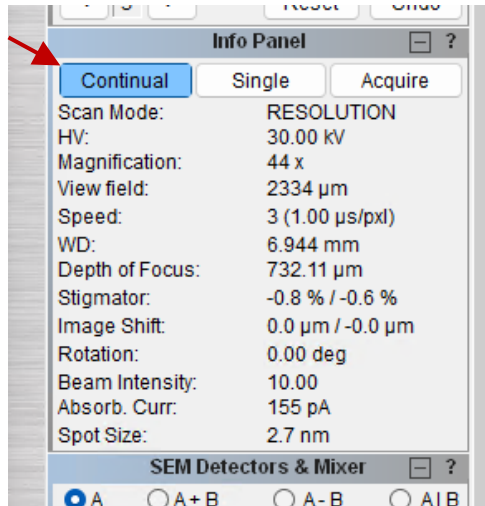 Info Panel ?
Continual Single Acquire
Scan Mode: RESOLUTION
HV: 30.00 kV
Magnification: 44 x
View field: 2334 µm
Speed: 3 (1.00 µs/pxl)
WD: 6.944 mm
Depth of Focus: 732.11 µm
Stigmator: -0.8 % / -0.6 %
Image Shift: 0.0 µm / -0.0 µm
Rotation: 0.00 deg
Beam Intensity: 10.00
Absorb. Curr: 155 pA
Spot Size: 2.7 nm
SEM Detectors & Mixer ?
A A + B A - B A | B